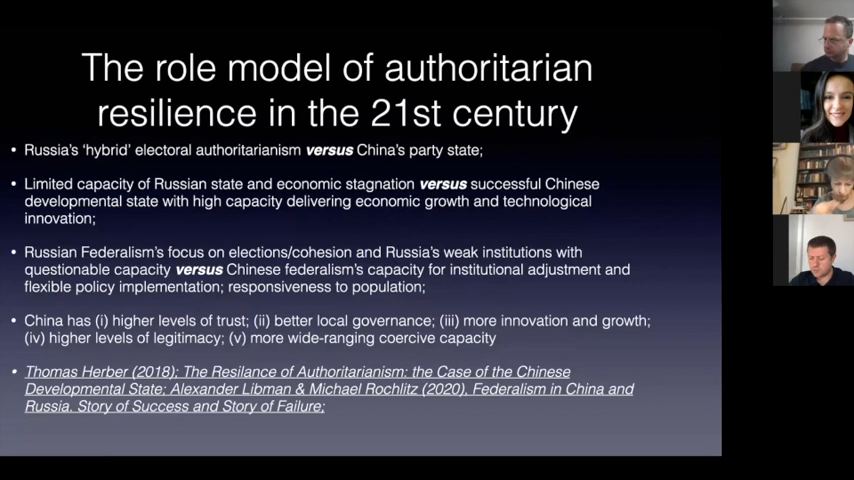 The role model of authoritarian
resilience in the 21st century
• Russia's 'hybrid' electoral authoritarianism versus China's party state;
• Limited capacity of Russian state and economic stagnation versus successful Chinese
developmental state with high capacity delivering economic growth and technological
innovation;
• Russian Federalism's focus on elections/cohesion and Russia's weak institutions with
questionable capacity versus Chinese federalism's capacity for institutional adjustment and
flexible policy implementation; responsiveness to population;
• China has (i) higher levels of trust; (ii) better local governance; (iii) more innovation and growth;
(iv) higher levels of legitimacy; (v) more wide-ranging coercive capacity
• Thomas Herber (2018); The Resilance of Authoritarianism: the Case of the Chinese
Developmental State; Alexander Libman & Michael Rochlitz (2020), Federalism in China and
Russia. Story of Success and Story of Failure;